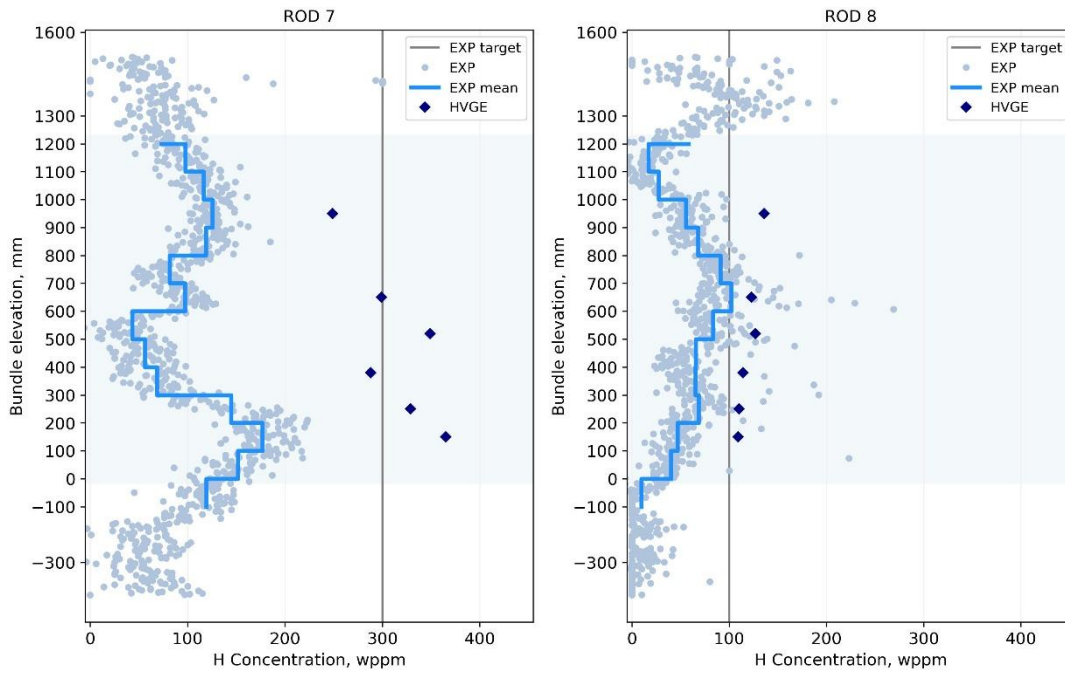 ROD 7
1600
1300
1200
1100
1000
900
800
700
600
500
400
300
200
100
0
−100
−300
Bundle elevation, mm
EXP target
EXP
EXP mean
HVGE
0 100 200 300 400
H Concentration, wppm
ROD 8
1600
1300
1200
1100
1000
900
800
700
600
500
400
300
200
100
0
−100
−300
Bundle elevation, mm
EXP target
EXP
EXP mean
HVGE
0 100 200 300 400
H Concentration, wppm